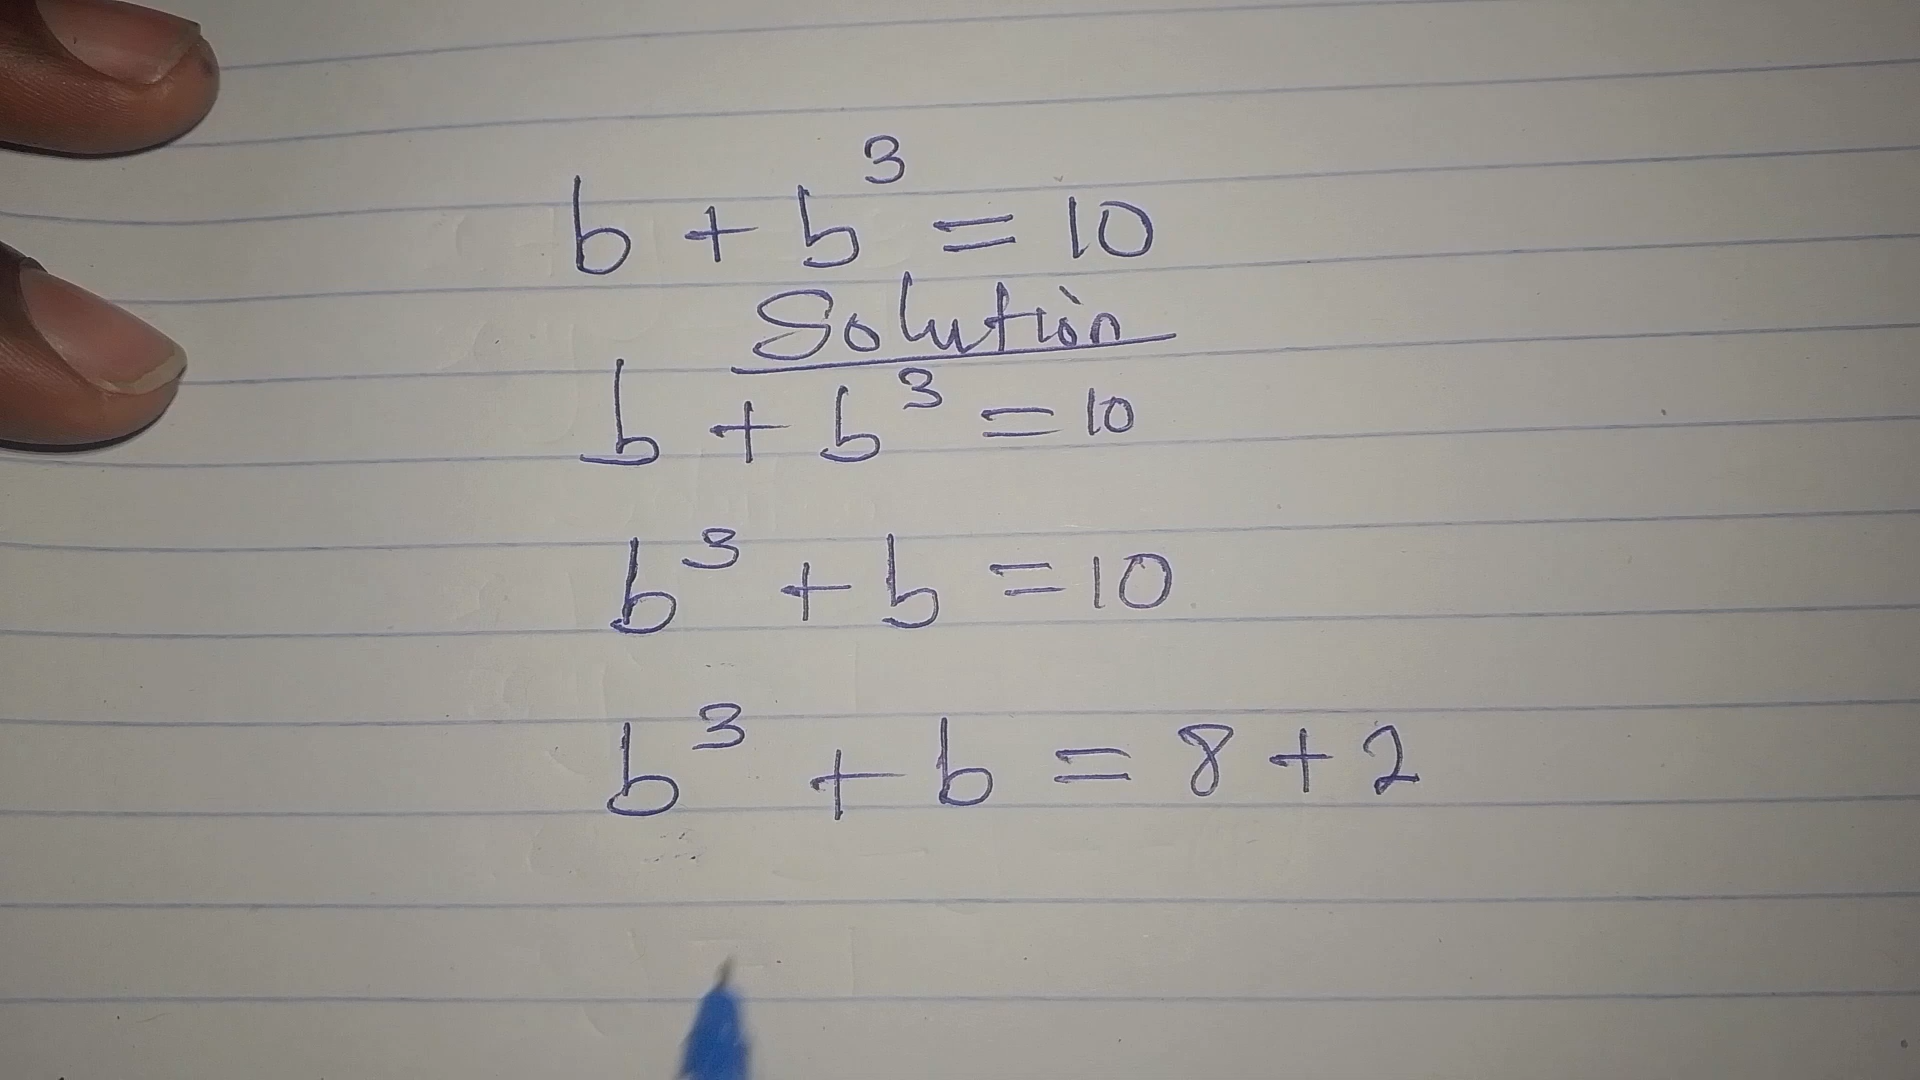 b + b³ = 10
Solution
b + b³ = 10
b³ + b = 10
b³ + b = 8 + 2